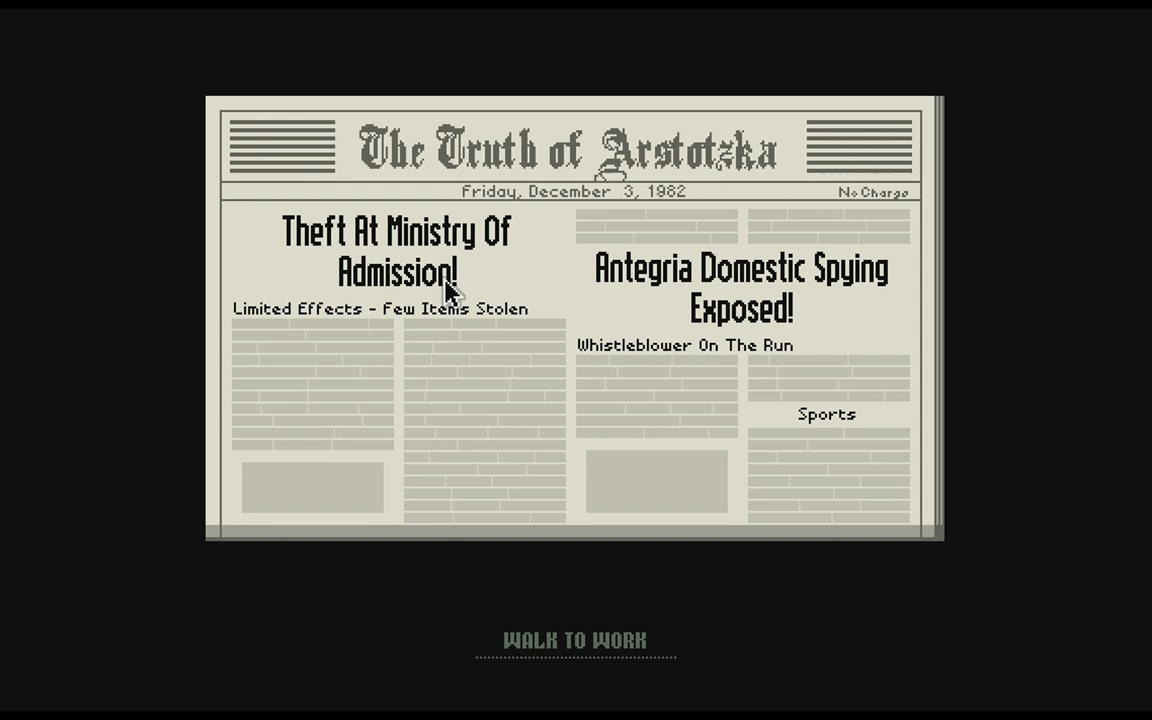 The Truth of Arstotzka
Friday, December 3, 1982
No Charge
Theft At Ministry Of
Admission!
Limited Effects - Few Items Stolen
Antegria Domestic Spying
Exposed!
Whistleblower On The Run
Sports
WALK TO WORK